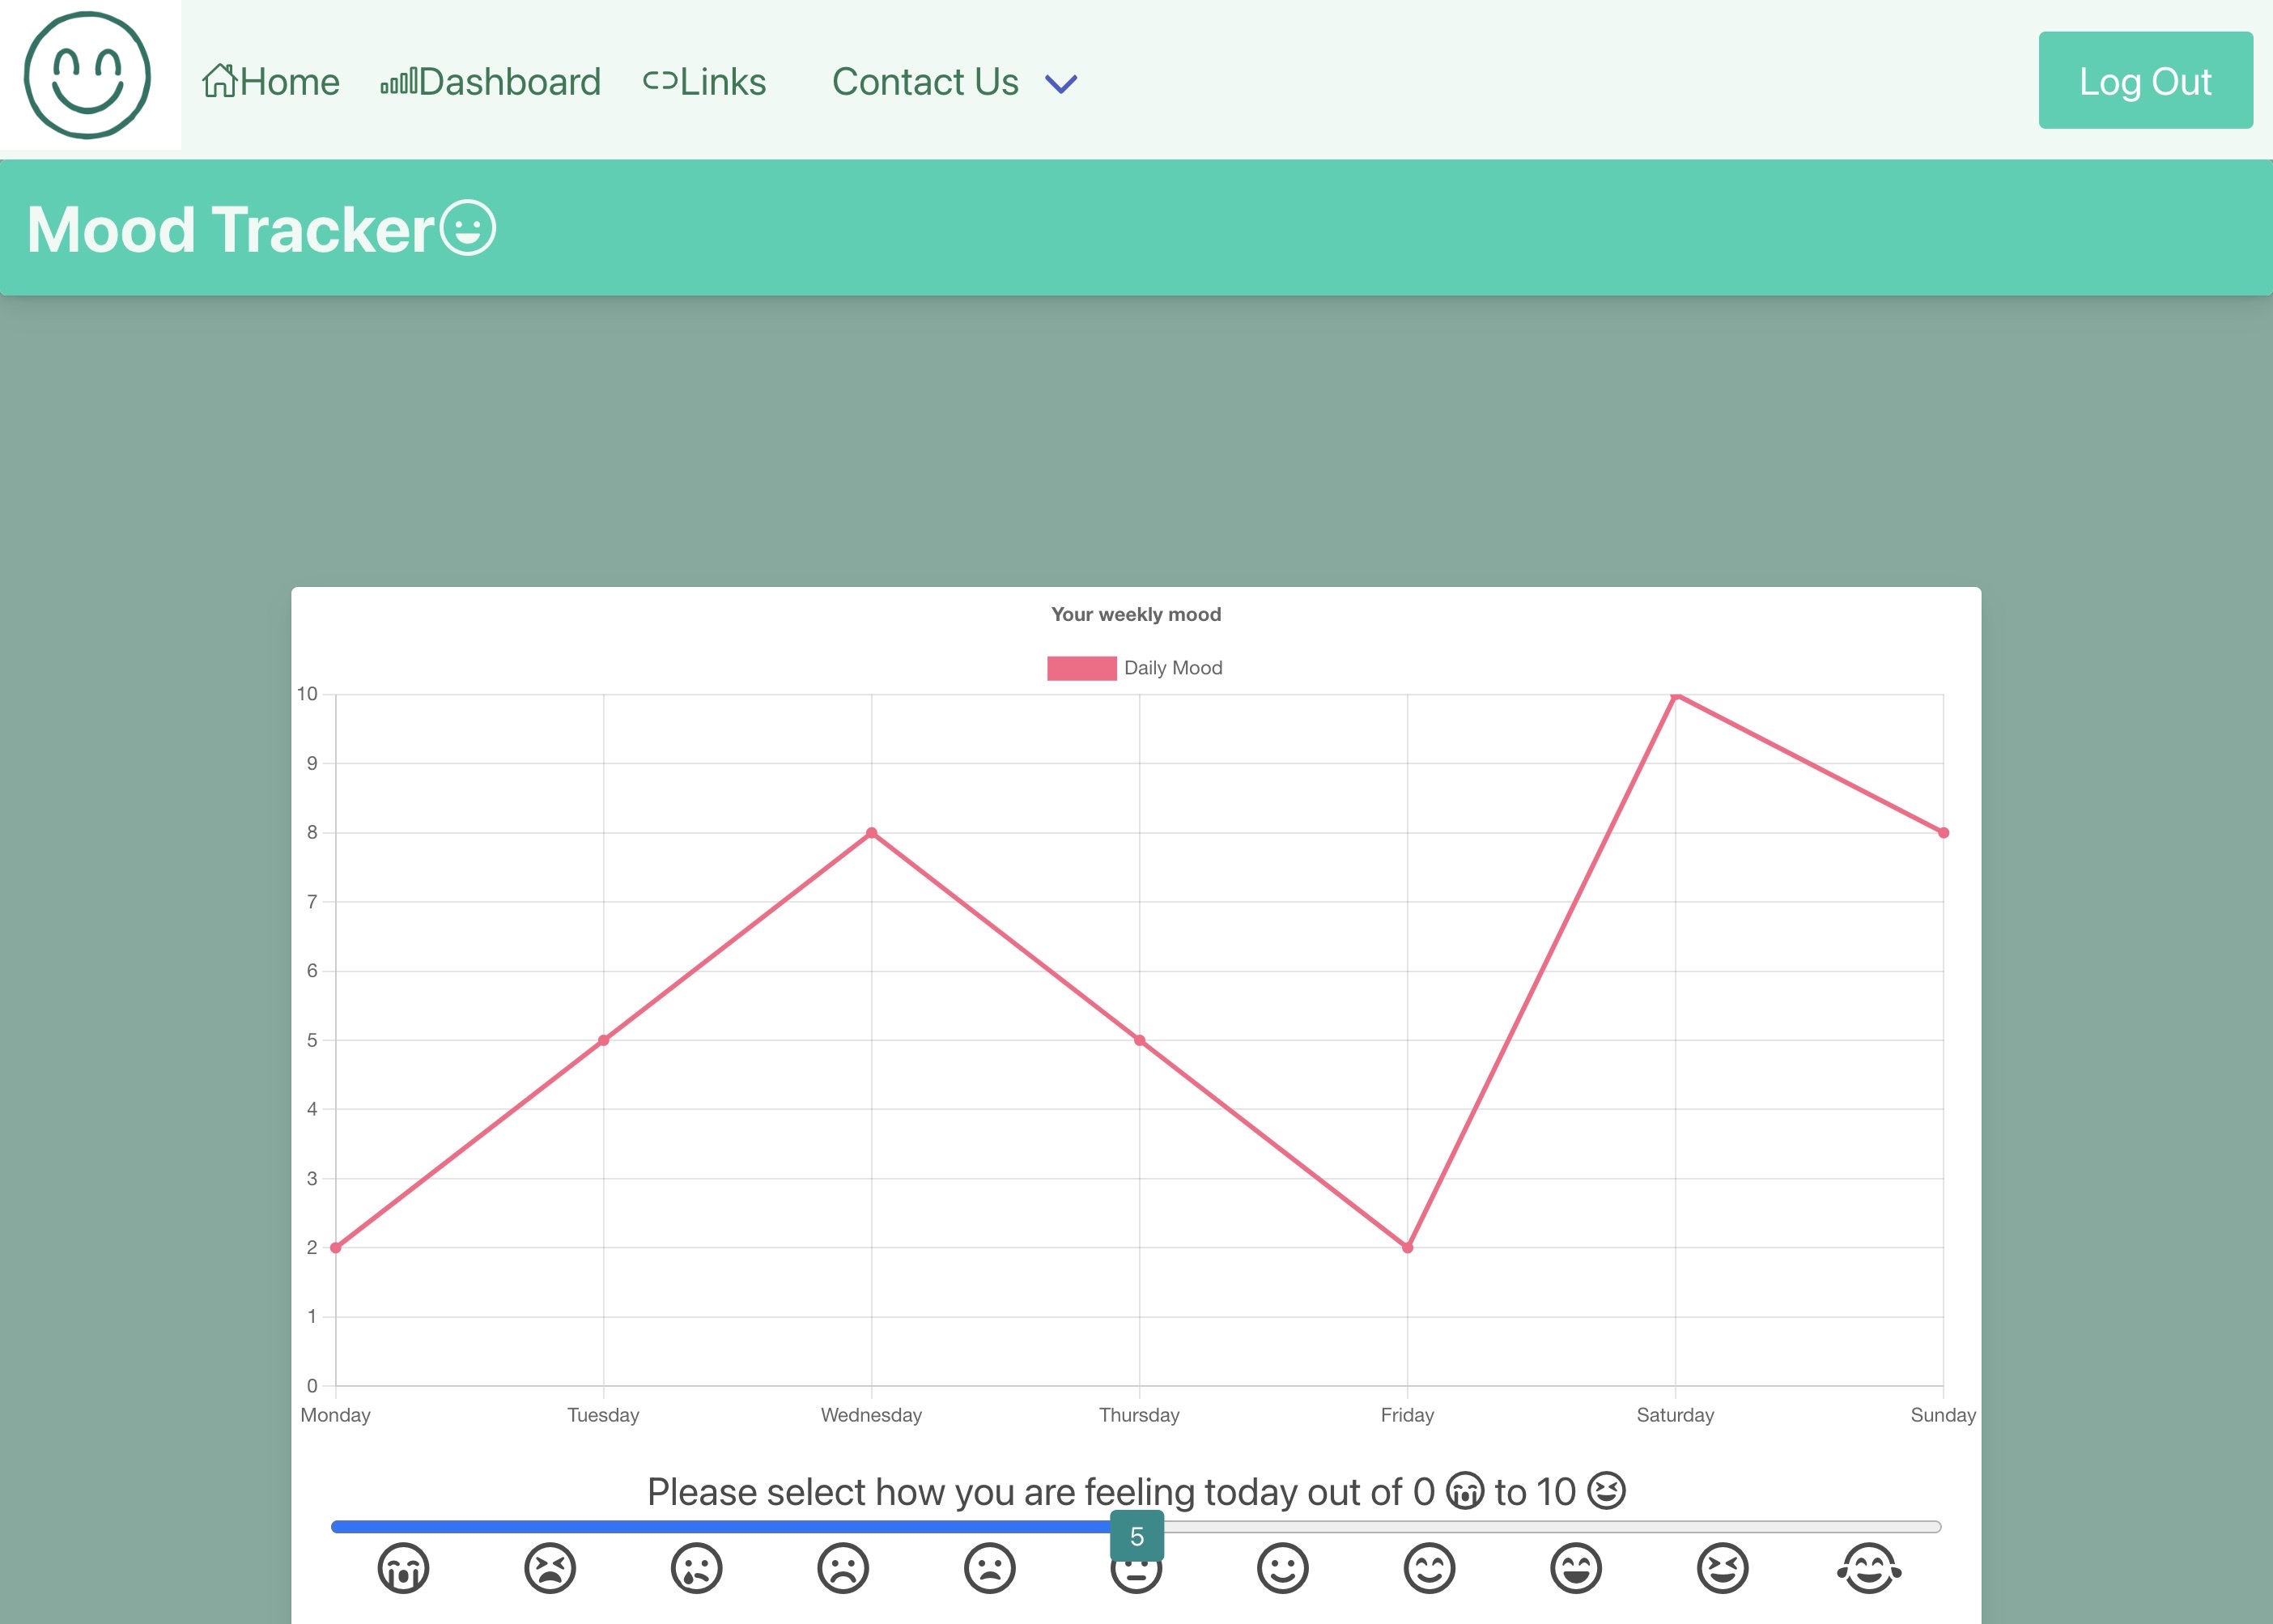 Home Dashboard Links Contact Us Log Out
Mood Tracker
Your weekly mood
Daily Mood
10
9
8
7
6
5
4
3
2
1
0
Monday Tuesday Wednesday Thursday Friday Saturday Sunday
Please select how you are feeling today out of 0 to 10
5